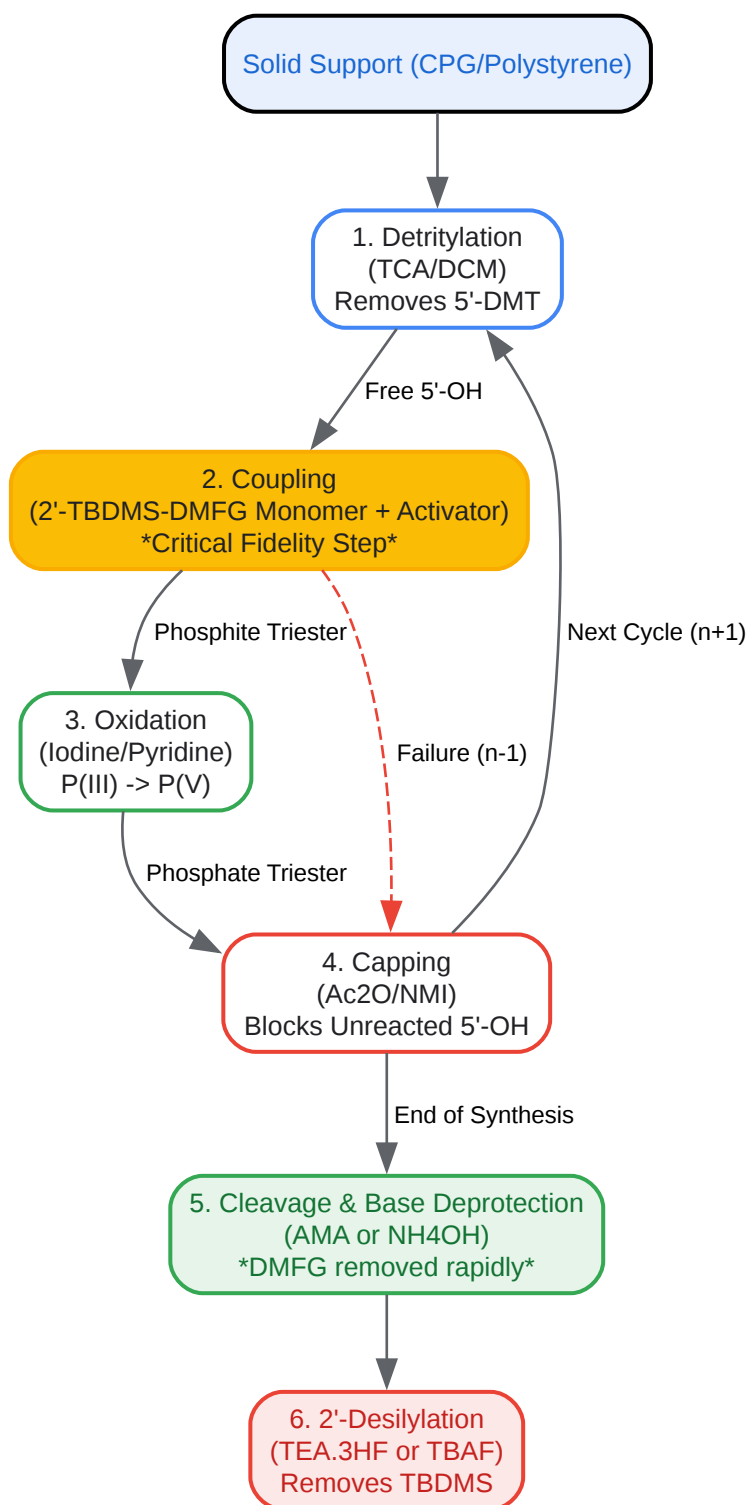 Solid Support (CPG/Polystyrene)
1. Detritylation
(TCA/DCM)
Removes 5'-DMT
Free 5'-OH
2. Coupling
(2'-TBDMS-DMFG Monomer + Activator)
*Critical Fidelity Step*
Phosphite Triester
Next Cycle (n+1)
3. Oxidation
(Iodine/Pyridine)
P(III) -> P(V)
Failure (n-1)
Phosphate Triester
4. Capping
(Ac2O/NMI)
Blocks Unreacted 5'-OH
End of Synthesis
5. Cleavage & Base Deprotection
(AMA or NH4OH)
*DMFG removed rapidly*
6. 2'-Desilylation
(TEA.3HF or TBAF)
Removes TBDMS